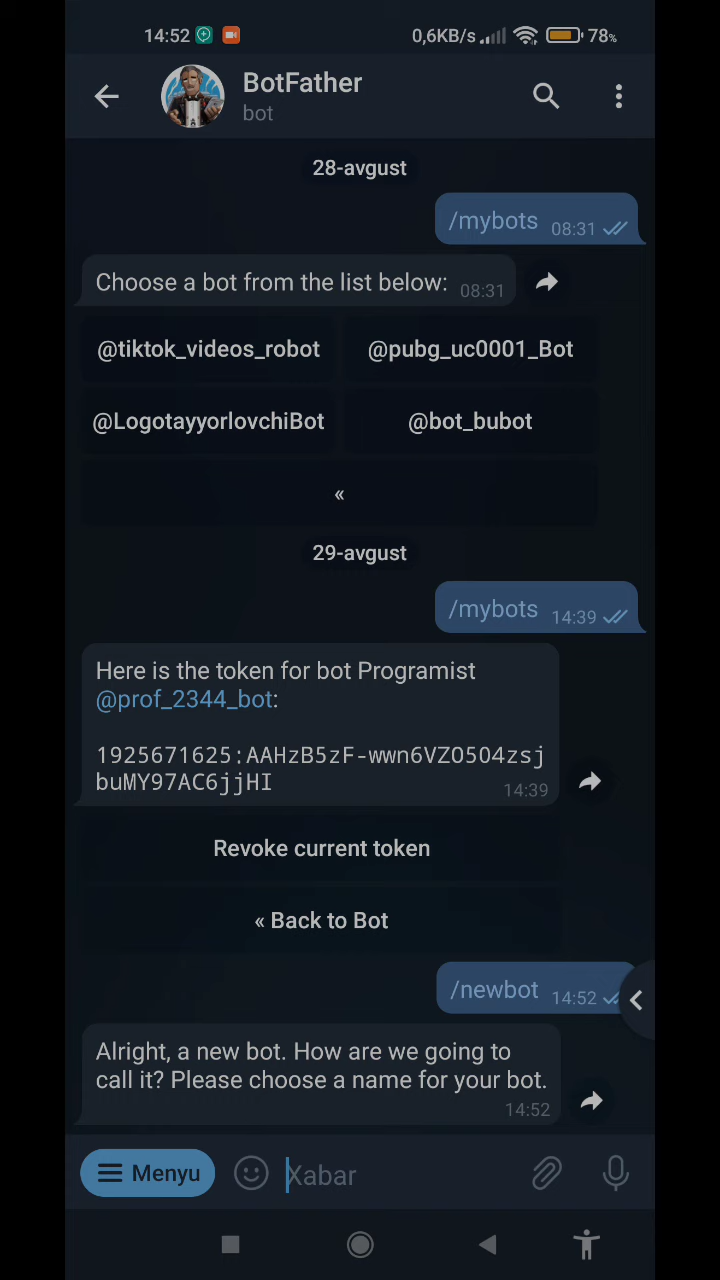 14:52 0,6KB/s 78%
BotFather
bot
28-avgust
/mybots 08:31
Choose a bot from the list below: 08:31
@tiktok_videos_robot @pubg_uc0001_Bot
@LogotayyorlovchiBot @bot_bubot
«
29-avgust
/mybots 14:39
Here is the token for bot Programist
@prof_2344_bot:
1925671625:AAHzB5zF-wwn6VZO5O4zsj
buMY97AC6jjHI 14:39
Revoke current token
« Back to Bot
/newbot 14:52
Alright, a new bot. How are we going to
call it? Please choose a name for your bot.
14:52
Menyu Xabar